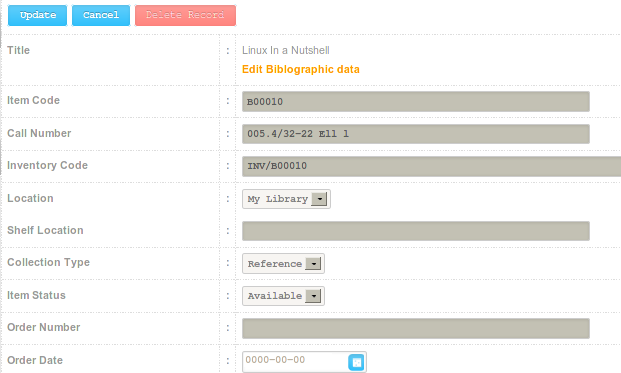 Update Cancel Delete Record
Title : Linux In a Nutshell
Edit Biblographic data
Item Code : B00010
Call Number : 005.4/32-22 Ell l
Inventory Code : INV/B00010
Location : My Library
Shelf Location :
Collection Type : Reference
Item Status : Available
Order Number :
Order Date : 0000-00-00